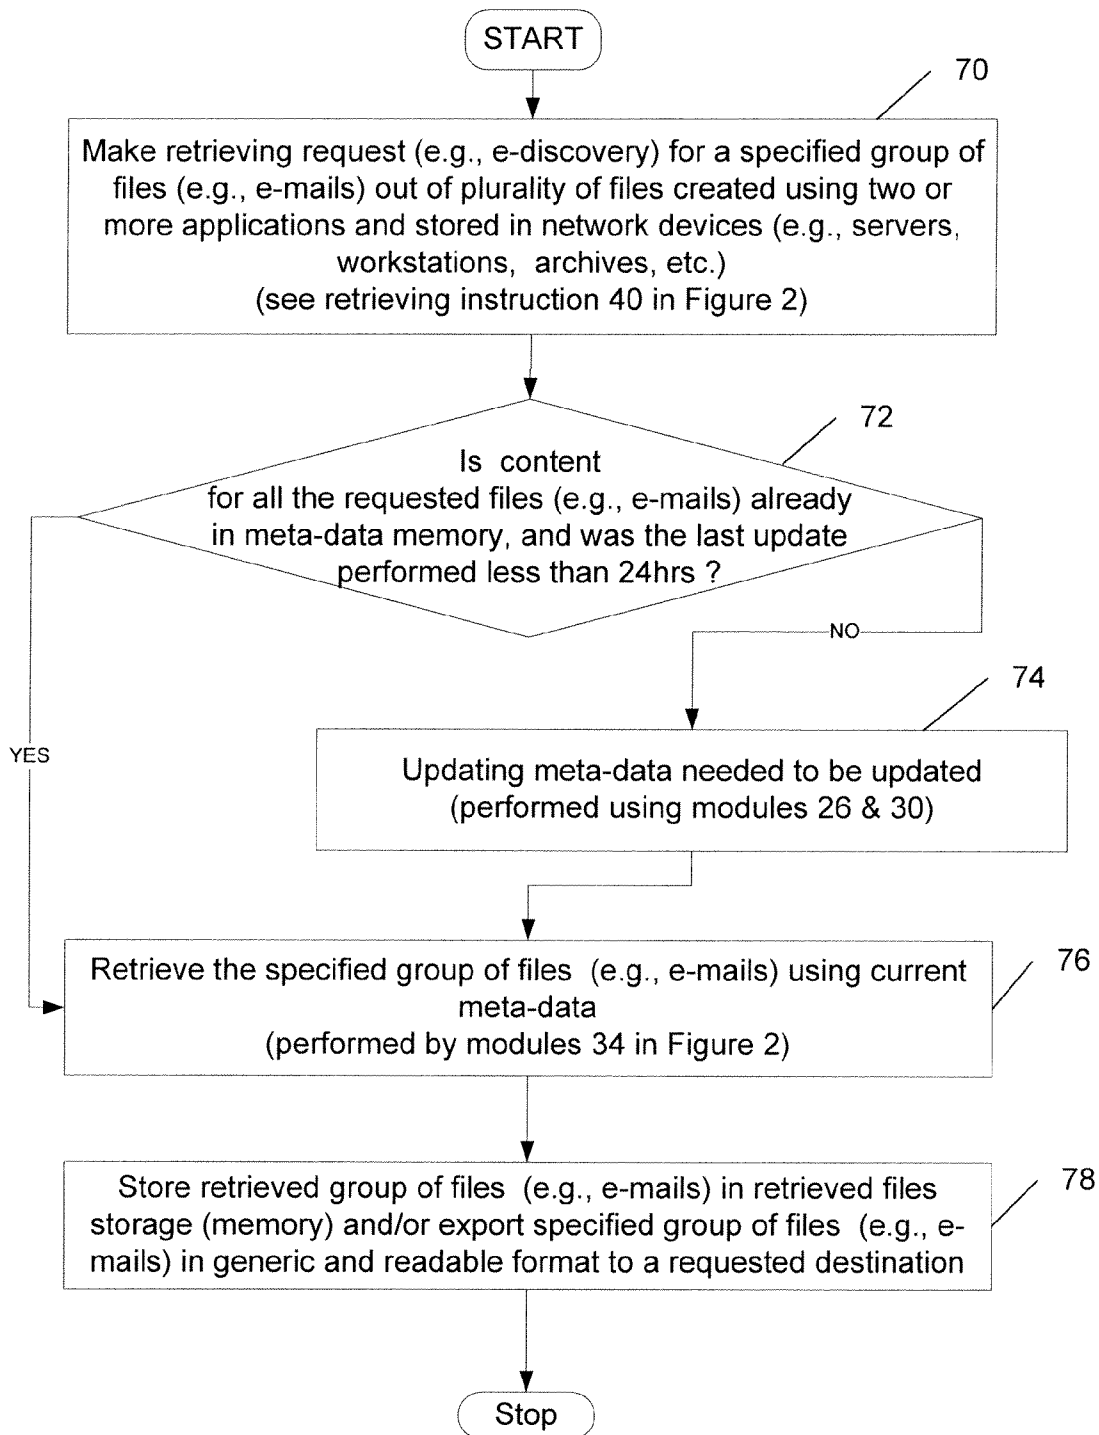 START
70
Make retrieving request (e.g., e-discovery) for a specified group of
files (e.g., e-mails) out of plurality of files created using two or
more applications and stored in network devices (e.g., servers,
workstations, archives, etc.)
(see retrieving instruction 40 in Figure 2)
72
Is content
for all the requested files (e.g., e-mails) already
in meta-data memory, and was the last update
performed less than 24hrs ?
NO
74
YES
Updating meta-data needed to be updated
(performed using modules 26 & 30)
76
Retrieve the specified group of files (e.g., e-mails) using current
meta-data
(performed by modules 34 in Figure 2)
78
Store retrieved group of files (e.g., e-mails) in retrieved files
storage (memory) and/or export specified group of files (e.g., e-
mails) in generic and readable format to a requested destination
Stop